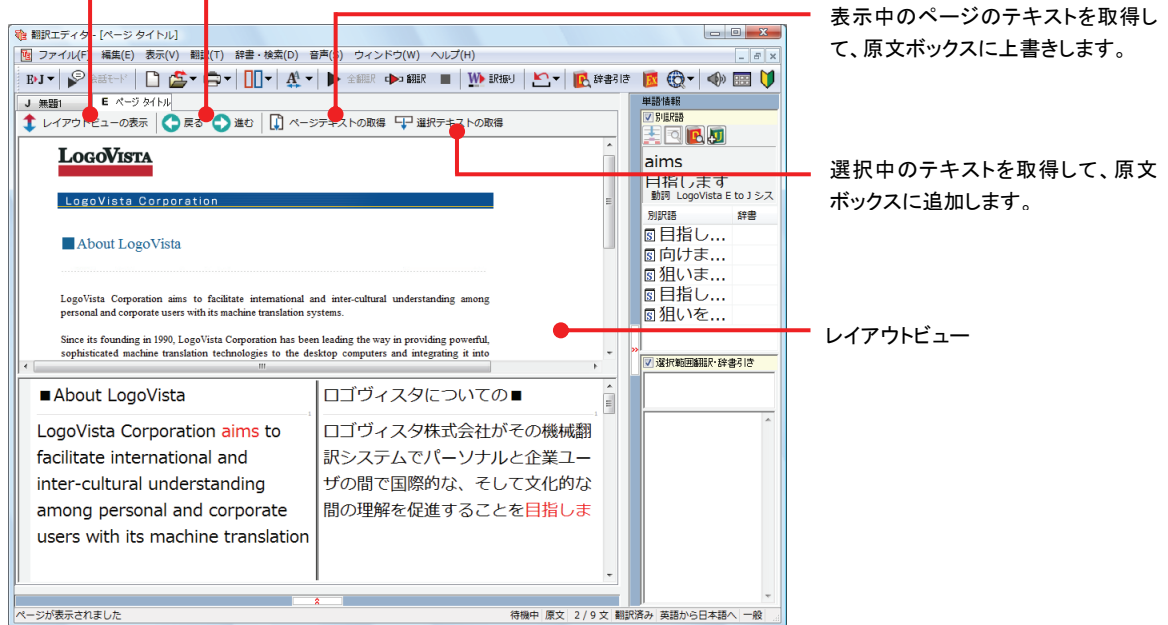 表示中のページのテキストを取得し
て、原文ボックスに上書きします。
選択中のテキストを取得して、原文
ボックスに追加します。
レイアウトビュー
翻訳エディタ - [ページ タイトル]
ファイル(F) 編集(E) 表示(V) 翻訳(T) 辞書・検索(D) 音声(S) ウィンドウ(W) ヘルプ(H)
E›J 会話モード 全翻訳 翻訳 訳振り 辞書引き
J 無題1 E ページ タイトル
レイアウトビューの表示 戻る 進む ページテキストの取得 選択テキストの取得
LOGOVISTA
LogoVista Corporation
■About LogoVista
LogoVista Corporation aims to facilitate international and inter-cultural understanding among
personal and corporate users with its machine translation systems.
Since its founding in 1990, LogoVista Corporation has been leading the way in providing powerful,
sophisticated machine translation technologies to the desktop computers and integrating it into
■About LogoVista
LogoVista Corporation aims to
facilitate international and
inter-cultural understanding
among personal and corporate
users with its machine translation
ロゴヴィスタについての■
ロゴヴィスタ株式会社がその機械翻
訳システムでパーソナルと企業ユー
ザの間で国際的な、そして文化的な
間の理解を促進することを目指しま
単語情報
別訳語
aims
目指します
動詞 LogoVista E to J シス
別訳語 辞書
S 目指し...
S 向けま...
S 狙いま...
S 目指し...
S 狙いを...
選択範囲翻訳・辞書引き
ページが表示されました 待機中 原文 2 / 9 文 翻訳済み 英語から日本語へ 一般